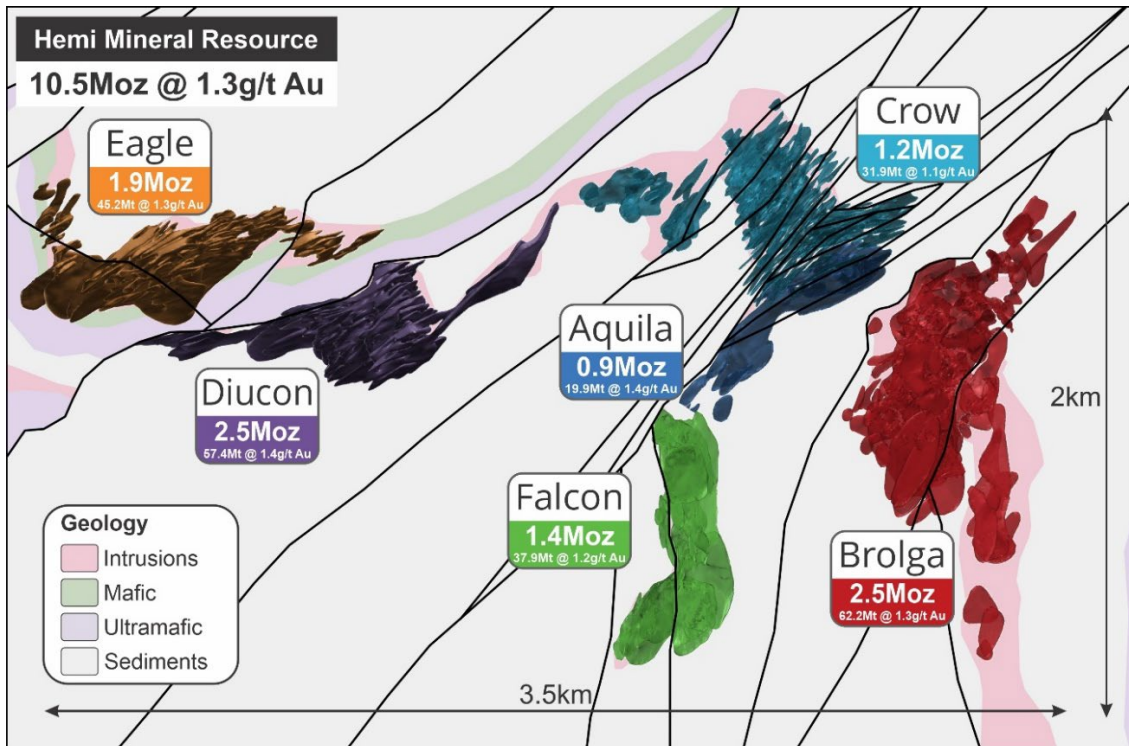 Hemi Mineral Resource
10.5Moz @ 1.3g/t Au
Eagle
1.9Moz
45.2Mt @ 1.3g/t Au
Crow
1.2Moz
31.9Mt @ 1.1g/t Au
Aquila
0.9Moz
19.9Mt @ 1.4g/t Au
Diucon
2.5Moz
57.4Mt @ 1.4g/t Au
2km
Falcon
1.4Moz
37.9Mt @ 1.2g/t Au
Brolga
2.5Moz
62.2Mt @ 1.3g/t Au
Geology
Intrusions
Mafic
Ultramafic
Sediments
3.5km